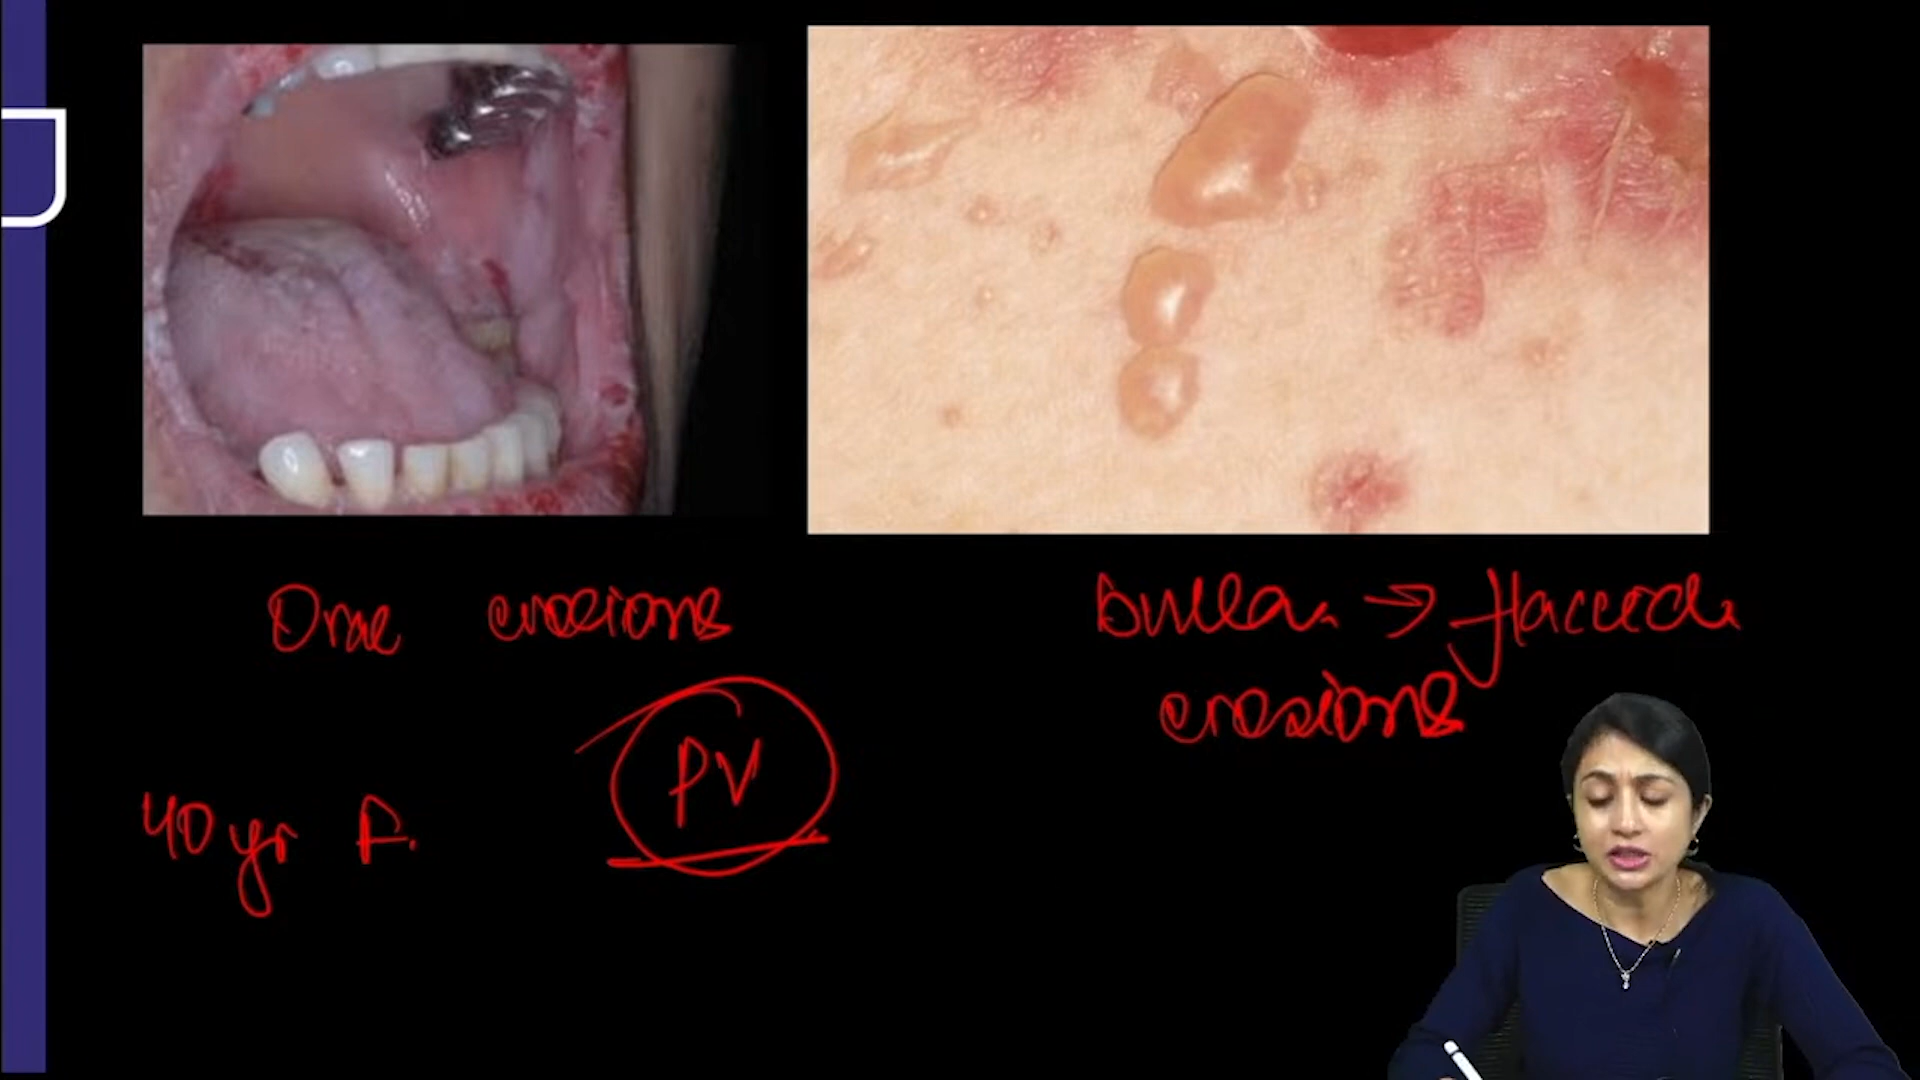 Oral erosions
bullae → flaccid
erosions
PV
40 yr F.